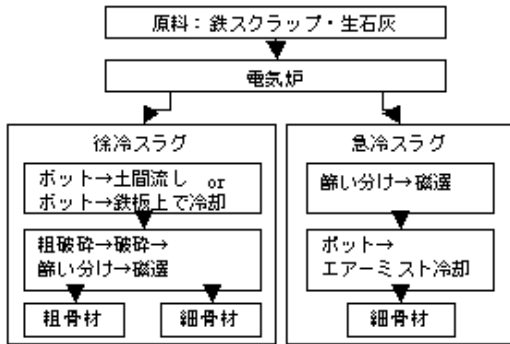 原料：鉄スクラップ・生石灰
電気炉
徐冷スラグ
ポット→土間流し or
ポット→鉄板上で冷却
粗破砕→破砕→
篩い分け→磁選
粗骨材
細骨材
急冷スラグ
篩い分け→磁選
ポット→
エアーミスト冷却
細骨材